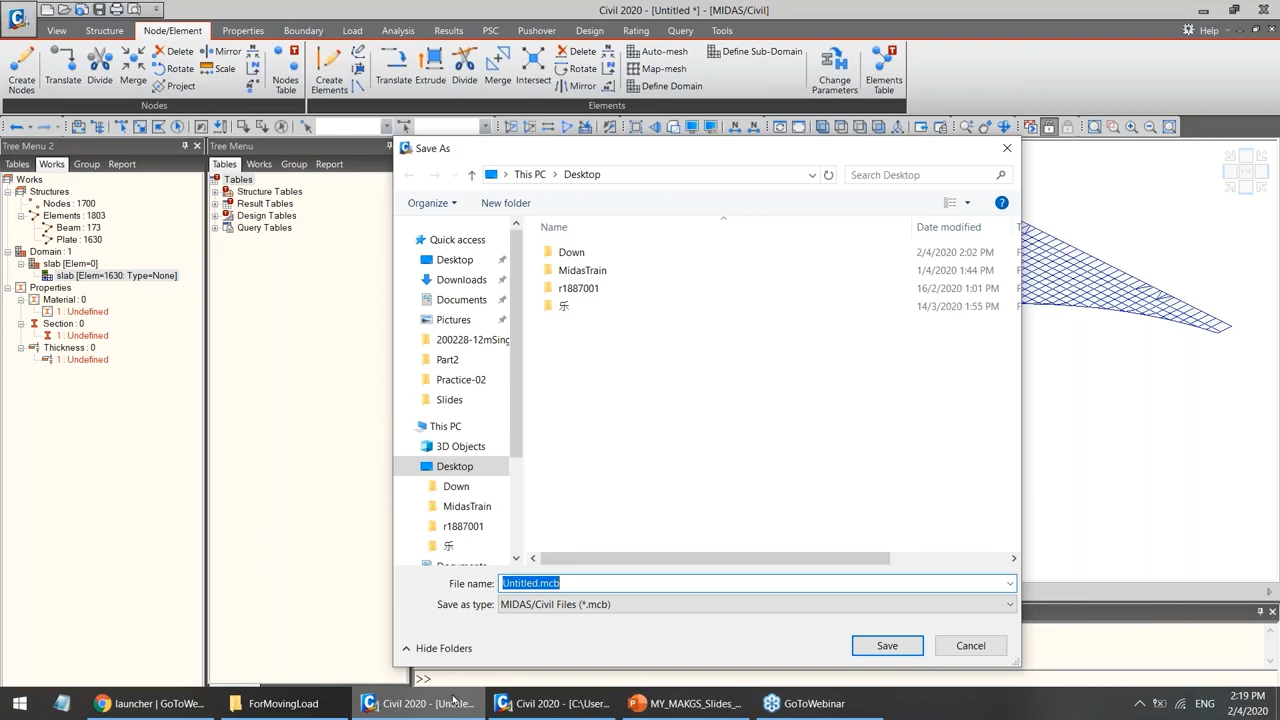 Civil 2020 - [Untitled *] - [MIDAS/Civil]
View Structure Node/Element Properties Boundary Load Analysis Results PSC Pushover Design Rating Query Tools Help
Create Nodes
Translate
Divide
Merge
Delete
Rotate
Project
Mirror
Scale
Nodes Table
Create Elements
Translate
Extrude
Divide
Merge
Intersect
Delete
Rotate
Mirror
Auto-mesh
Map-mesh
Define Domain
Define Sub-Domain
Change Parameters
Elements Table
Nodes
Elements
Tree Menu 2
Tables Works Group Report
Works
Structures
Nodes : 1700
Elements : 1803
Beam : 173
Plate : 1630
Domain : 1
slab [Elem=0]
slab [Elem=1630: Type=None]
Properties
Material : 0
1 : Undefined
Section : 0
1 : Undefined
Thickness : 0
1 : Undefined
Tree Menu
Tables Works Group Report
Tables
Structure Tables
Result Tables
Design Tables
Query Tables
Save As
This PC
Desktop
Search Desktop
Organize
New folder
Quick access
Desktop
Downloads
Documents
Pictures
200228-12mSing
Part2
Practice-02
Slides
This PC
3D Objects
Desktop
Down
MidasTrain
r1887001
乐
Name Date modified
Down 2/4/2020 2:02 PM
MidasTrain 1/4/2020 1:44 PM
r1887001 16/2/2020 1:01 PM
乐 14/3/2020 1:55 PM
File name: Untitled.mcb
Save as type: MIDAS/Civil Files (*.mcb)
Hide Folders
Save
Cancel
>>
launcher | GoToWe...
ForMovingLoad
Civil 2020 - [Untitle...
Civil 2020 - [C:\User...
MY_MAKGS_Slides_...
GoToWebinar
ENG
2:19 PM
2/4/2020